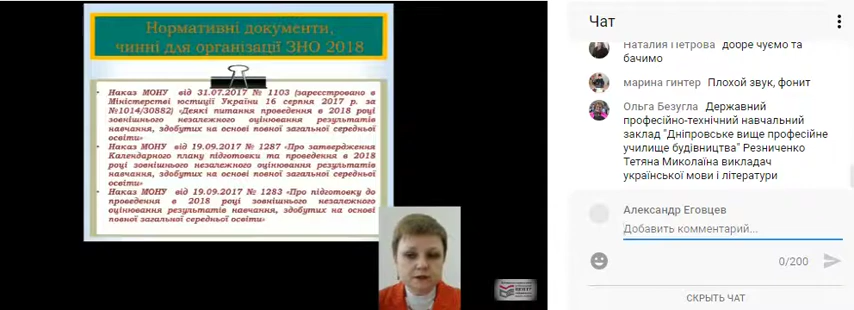 Нормативні документи,
чинні для організації ЗНО 2018
Наказ МОНУ від 31.07.2017 № 1103 (зареєстровано в
Міністерстві юстиції України 16 серпня 2017 р. за
№1014/30882) «Деякі питання проведення в 2018 році
зовнішнього незалежного оцінювання результатів
навчання, здобутих на основі повної загальної середньої
освіти»
Наказ МОНУ від 19.09.2017 № 1287 «Про затвердження
Календарного плану підготовки та проведення в 2018
році зовнішнього незалежного оцінювання результатів
навчання, здобутих на основі повної загальної середньої
освіти»
Наказ МОНУ від 19.09.2017 № 1283 «Про підготовку до
проведення в 2018 році зовнішнього незалежного
оцінювання результатів навчання, здобутих на основі
повної загальної середньої освіти»
Чат
Наталия Петрова добре чуємо та
бачимо
марина гинтер Плохой звук, фонит
Ольга Безугла Державний
професійно-технічний навчальний
заклад "Дніпровське вище професійне
училище будівництва" Резниченко
Тетяна Миколаїна викладач
української мови і літератури
Александр Еговцев
Добавить комментарий...
0/200
СКРЫТЬ ЧАТ